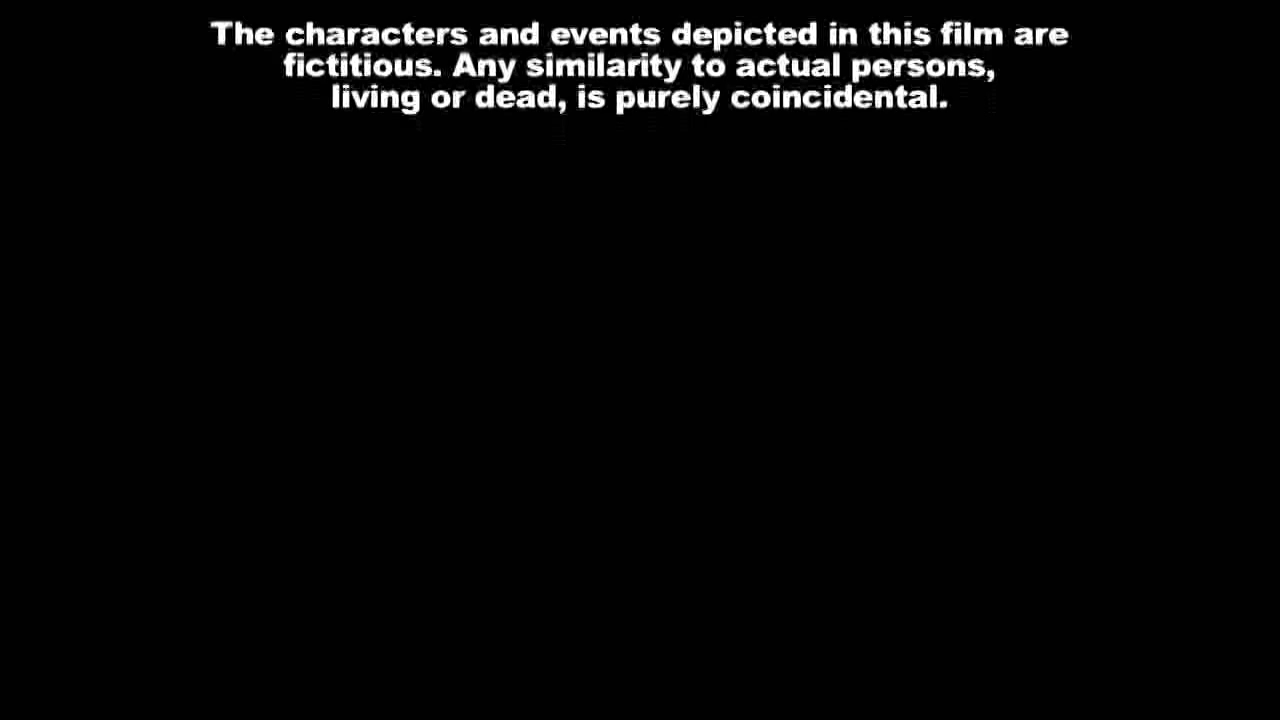 The characters and events depicted in this film are
fictitious. Any similarity to actual persons,
living or dead, is purely coincidental.